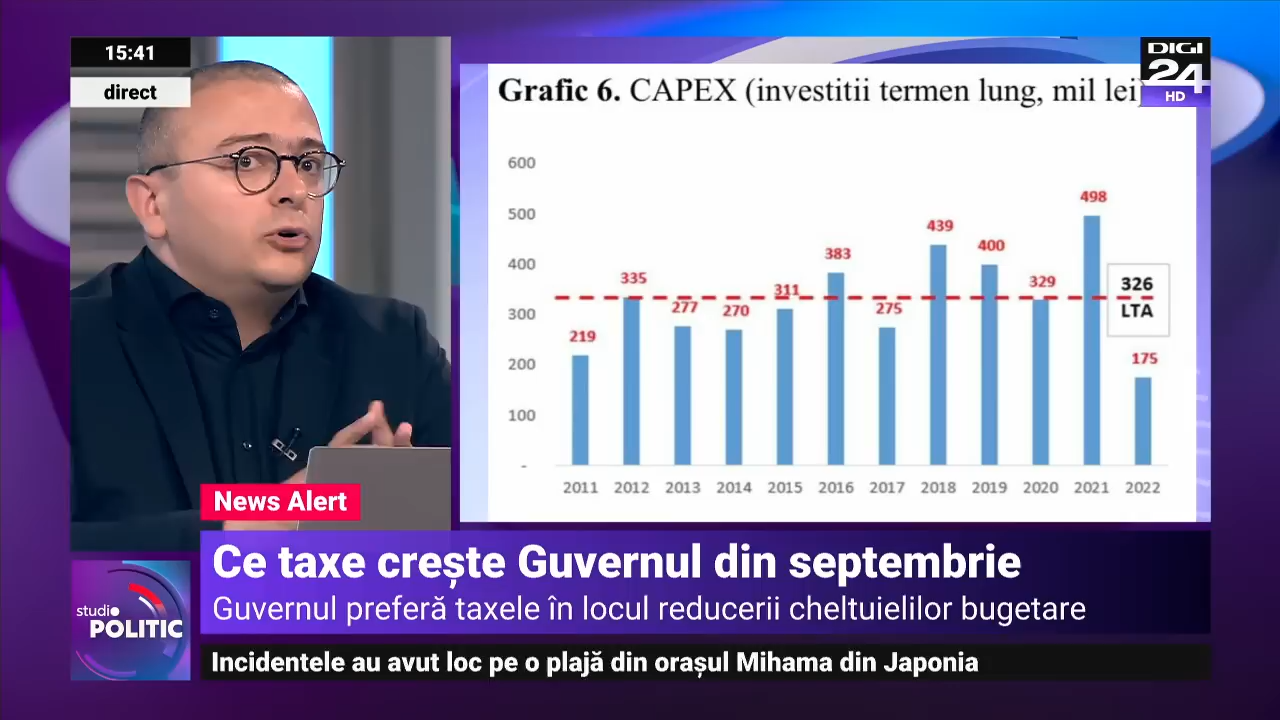 15:41
direct
DIGI
24
HD
Grafic 6. CAPEX (investitii termen lung, mil lei)
600
500
400
300
200
100
-
219
335
277
270
311
383
275
439
400
329
498
175
326
LTA
2011 2012 2013 2014 2015 2016 2017 2018 2019 2020 2021 2022
News Alert
Ce taxe crește Guvernul din septembrie
Guvernul preferă taxele în locul reducerii cheltuielilor bugetare
studio
POLITIC
Incidentele au avut loc pe o plajă din orașul Mihama din Japonia